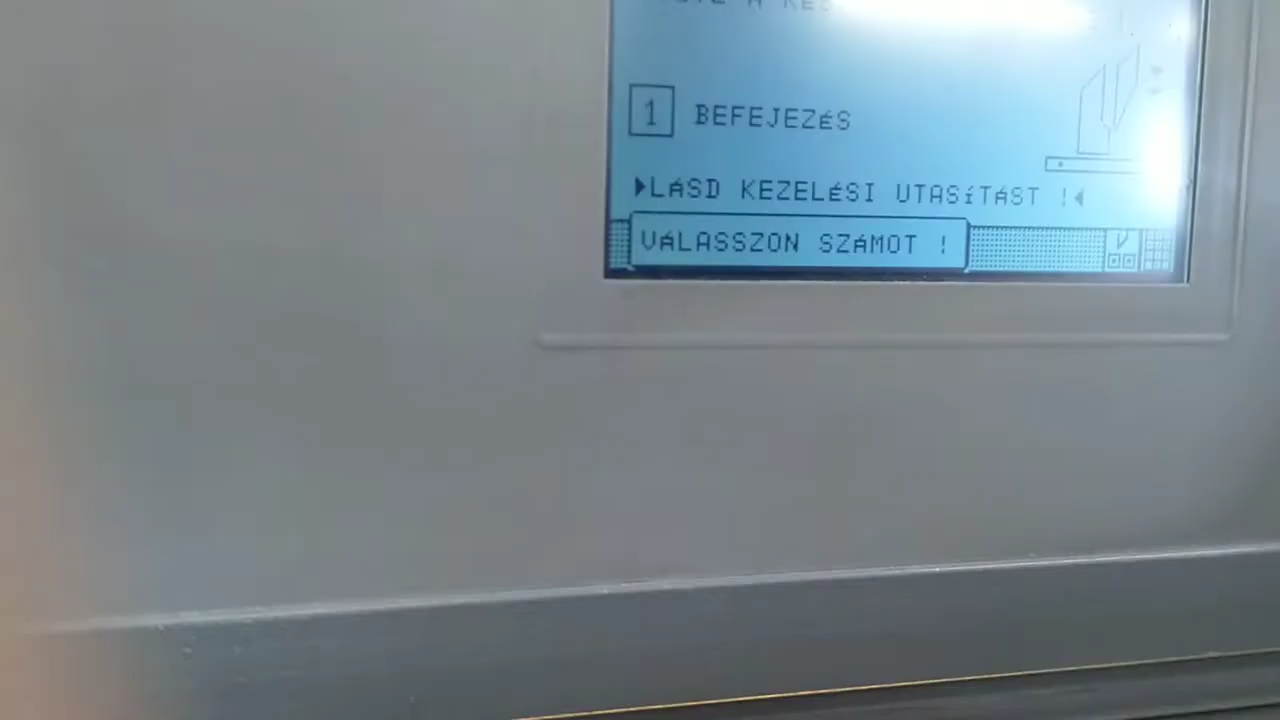 1 BEFEJEZÉS
▶LÁSD KEZELÉSI UTASÍTÁST !◀
VÁLASSZON SZÁMOT !